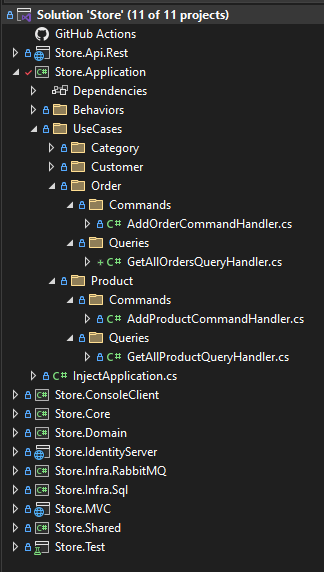 Solution 'Store' (11 of 11 projects)
GitHub Actions
Store.Api.Rest
C# Store.Application
Dependencies
Behaviors
UseCases
Category
Customer
Order
Commands
C# AddOrderCommandHandler.cs
Queries
+ C# GetAllOrdersQueryHandler.cs
Product
Commands
C# AddProductCommandHandler.cs
Queries
C# GetAllProductQueryHandler.cs
C# InjectApplication.cs
C# Store.ConsoleClient
C# Store.Core
C# Store.Domain
Store.IdentityServer
C# Store.Infra.RabbitMQ
C# Store.Infra.Sql
Store.MVC
C# Store.Shared
Store.Test